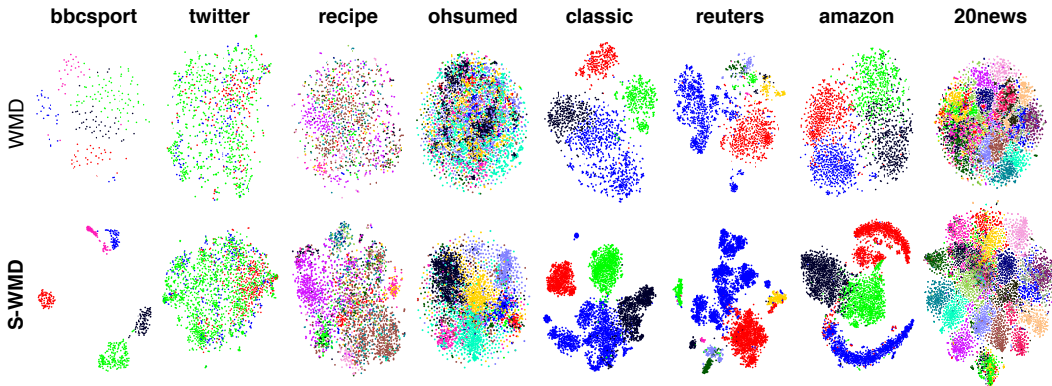 bbcsport twitter recipe ohsumed classic reuters amazon 20news
WMD
S-WMD